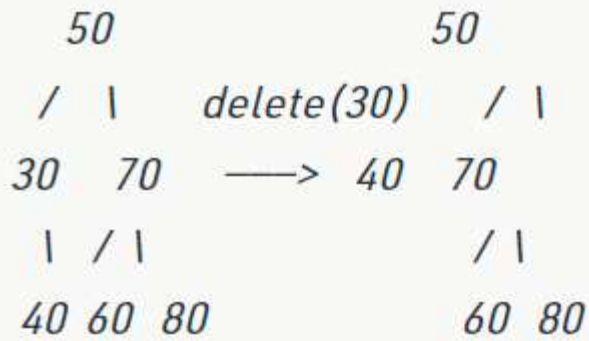 50 50
/ \ delete(30) / \
30 70 ——> 40 70
\ / \ / \
40 60 80 60 80